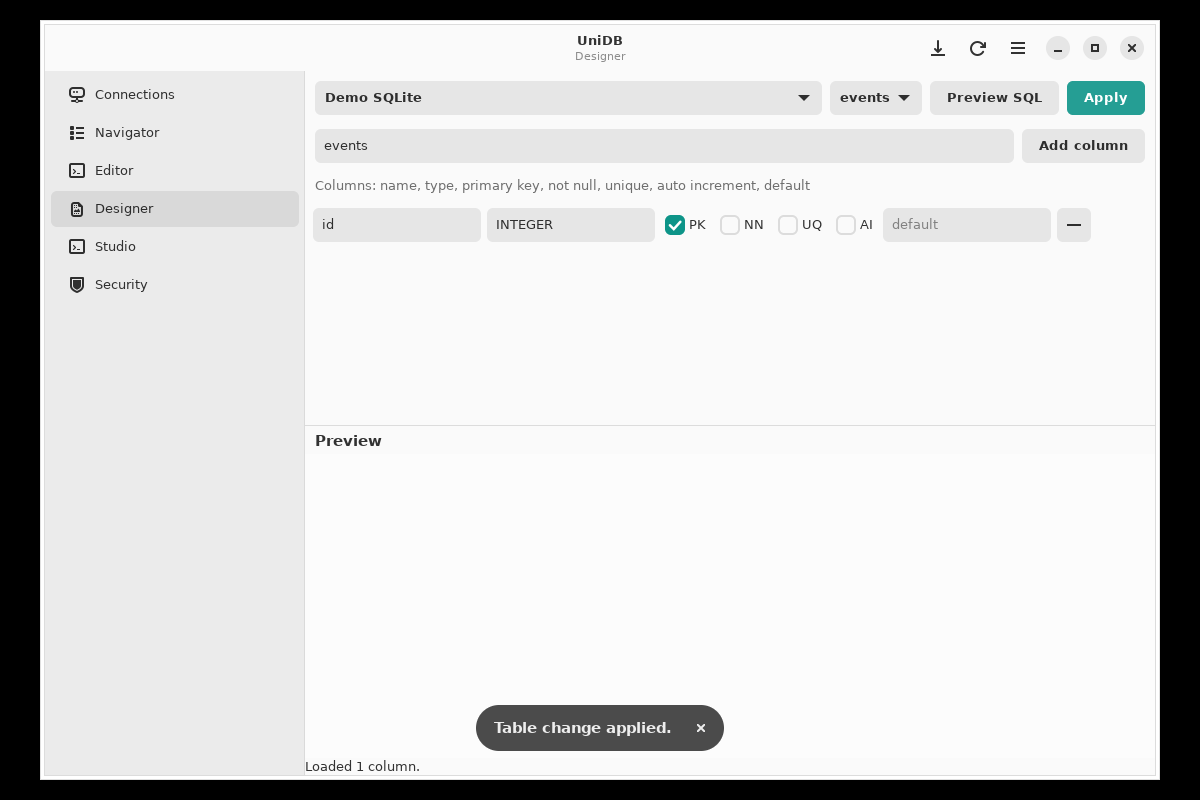 UniDB
Designer
Connections
Navigator
Editor
Designer
Studio
Security
Demo SQLite
events
Preview SQL
Apply
events
Add column
Columns: name, type, primary key, not null, unique, auto increment, default
id
INTEGER
PK
NN
UQ
AI
default
Preview
Table change applied.
Loaded 1 column.